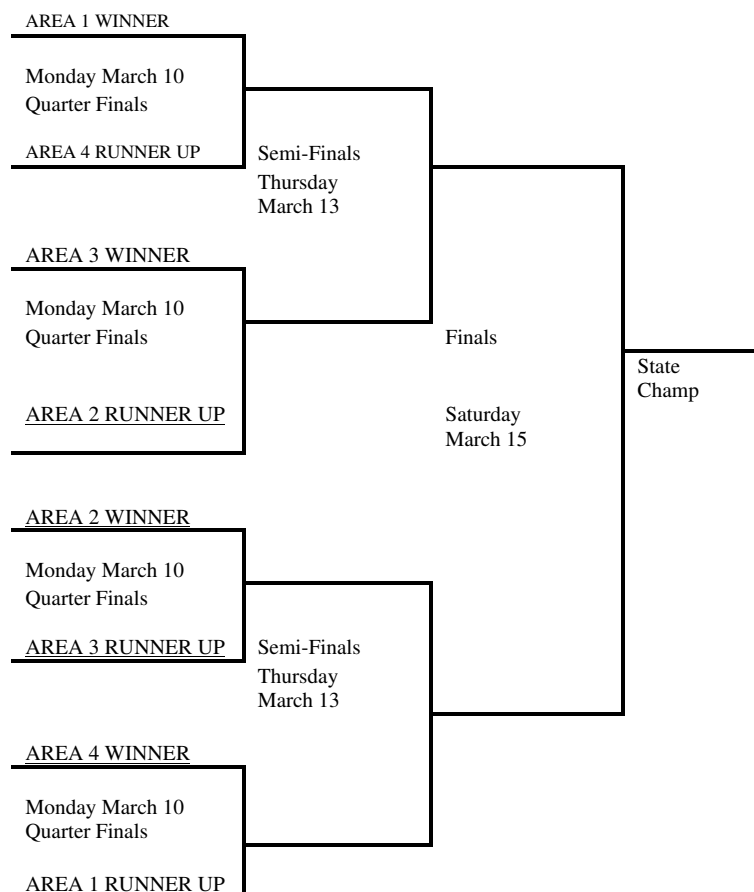 AREA 1 WINNER
Monday March 10
Quarter Finals
AREA 4 RUNNER UP
Semi-Finals
Thursday
March 13
AREA 3 WINNER
Monday March 10
Quarter Finals
Finals
State
Champ
AREA 2 RUNNER UP
Saturday
March 15
AREA 2 WINNER
Monday March 10
Quarter Finals
AREA 3 RUNNER UP
Semi-Finals
Thursday
March 13
AREA 4 WINNER
Monday March 10
Quarter Finals
AREA 1 RUNNER UP